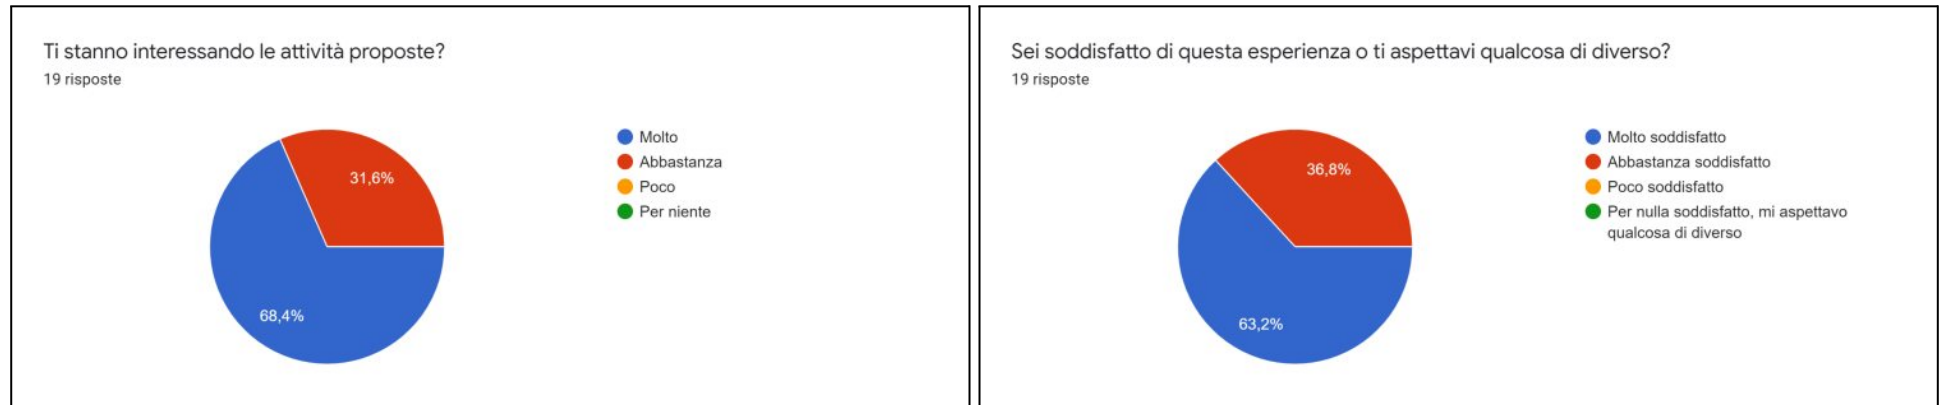 Ti stanno interessando le attività proposte?
19 risposte
31,6%
68,4%
Molto
Abbastanza
Poco
Per niente
Sei soddisfatto di questa esperienza o ti aspettavi qualcosa di diverso?
19 risposte
36,8%
63,2%
Molto soddisfatto
Abbastanza soddisfatto
Poco soddisfatto
Per nulla soddisfatto, mi aspettavo
qualcosa di diverso